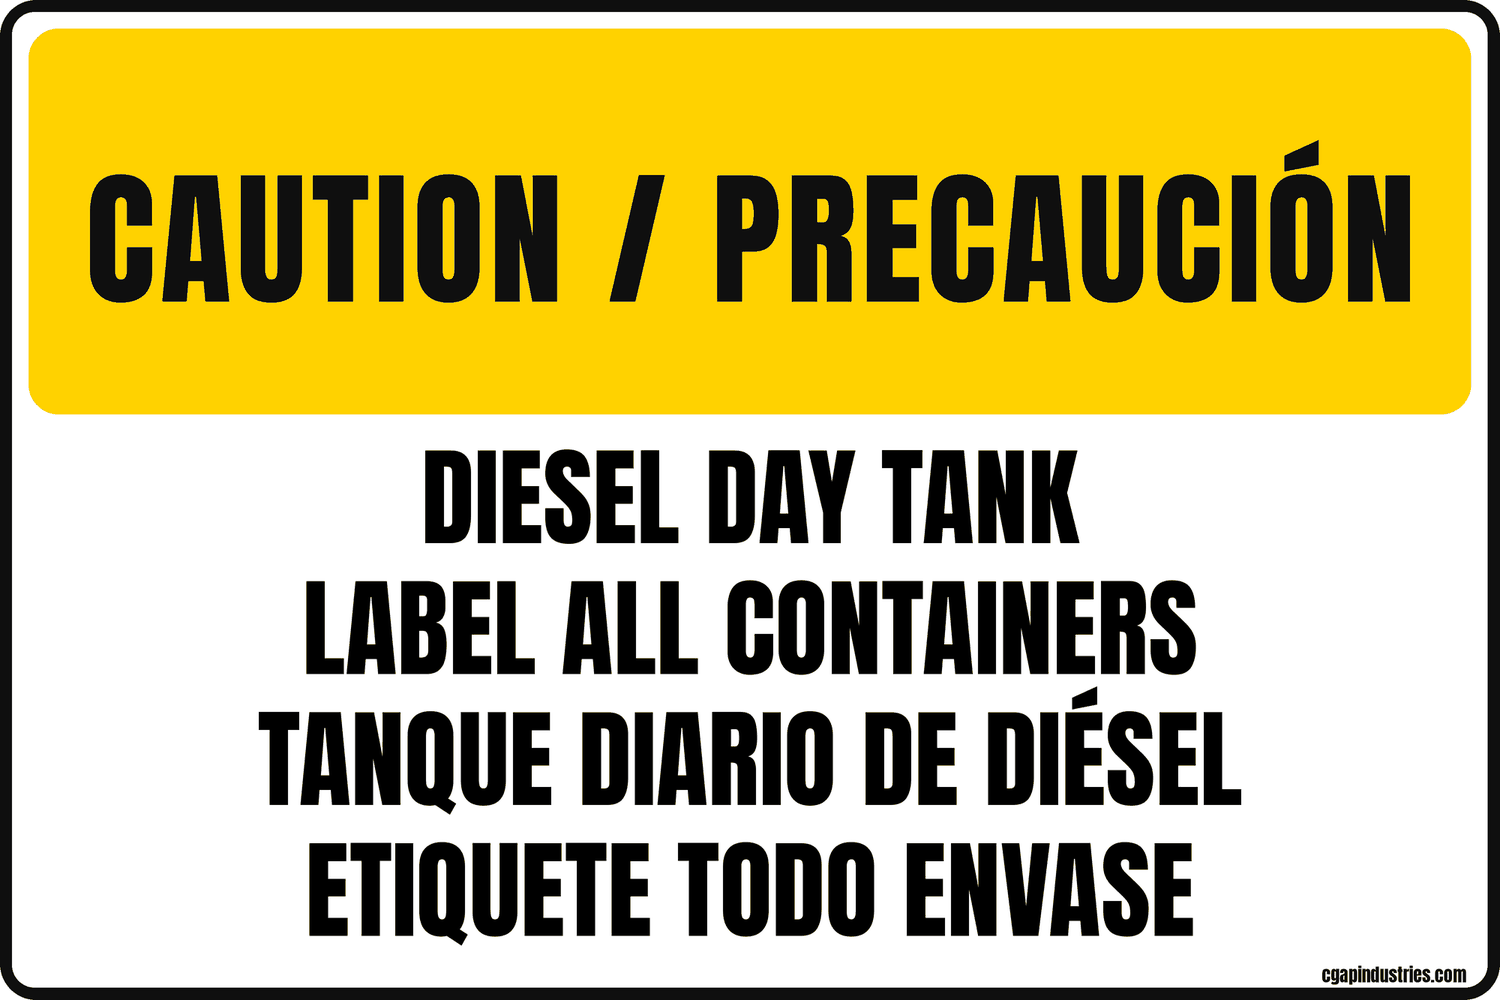 CAUTION / PRECAUCIÓN
DIESEL DAY TANK
LABEL ALL CONTAINERS
TANQUE DIARIO DE DIÉSEL
ETIQUETE TODO ENVASE
cgapindustries.com